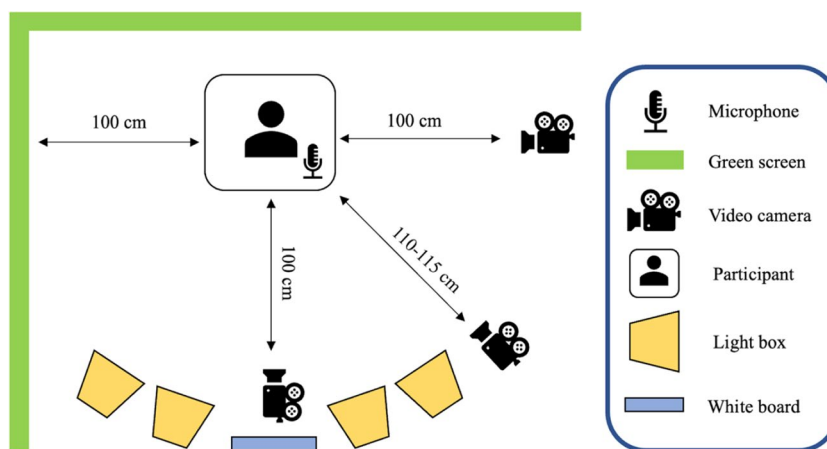 100 cm
100 cm
100 cm
110-115 cm
Microphone
Green screen
Video camera
Participant
Light box
White board